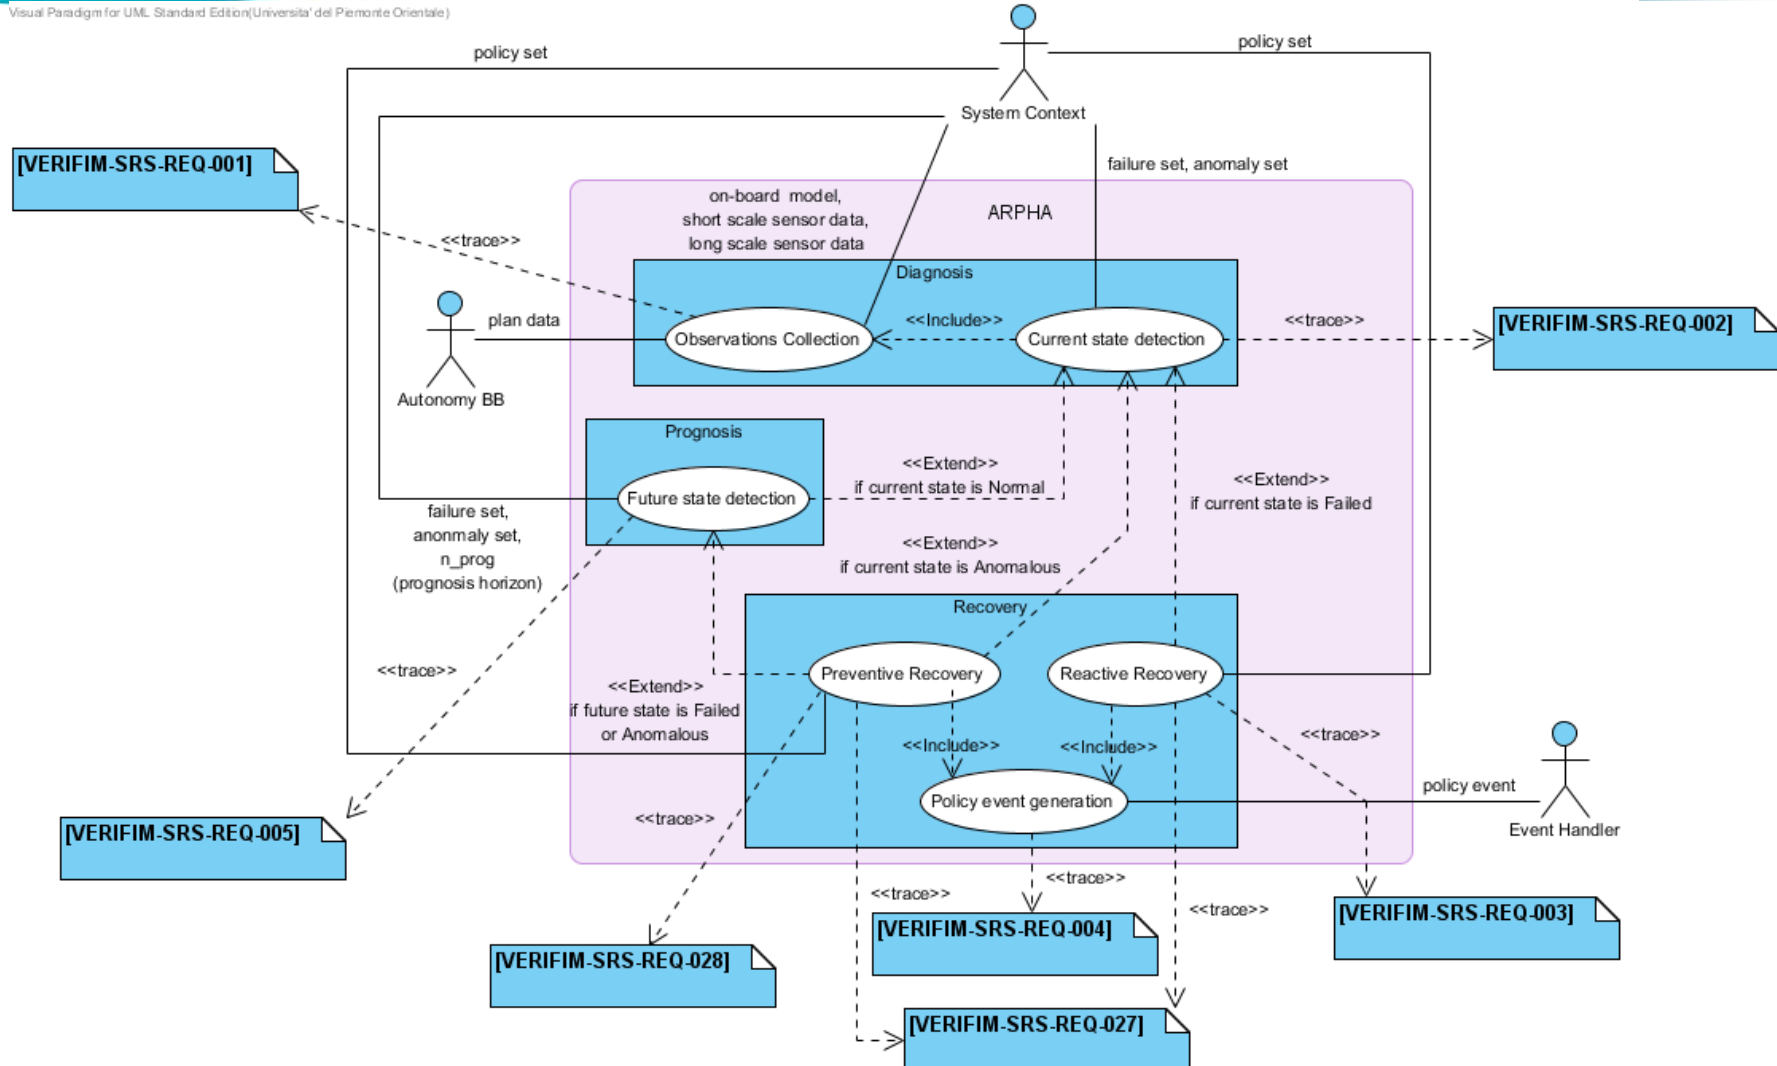 Visual Paradigm for UML Standard Edition(Universita' del Piemonte Orientale)
policy set
policy set
System Context
[VERIFIM-SRS-REQ-001]
failure set, anomaly set
on-board  model,
short scale sensor data,
long scale sensor data
ARPHA
<<trace>>
Diagnosis
plan data
Observations Collection
<<Include>>
Current state detection
<<trace>>
[VERIFIM-SRS-REQ-002]
Autonomy BB
Prognosis
Future state detection
<<Extend>>
if current state is Normal
<<Extend>>
if current state is Failed
failure set,
anonmaly set,
n_prog
(prognosis horizon)
<<Extend>>
if current state is Anomalous
Recovery
<<trace>>
Preventive Recovery
Reactive Recovery
<<Extend>>
if future state is Failed
or Anomalous
<<Include>>
<<Include>>
<<trace>>
Policy event generation
policy event
Event Handler
<<trace>>
[VERIFIM-SRS-REQ-005]
<<trace>>
<<trace>>
<<trace>>
[VERIFIM-SRS-REQ-004]
[VERIFIM-SRS-REQ-003]
[VERIFIM-SRS-REQ-028]
[VERIFIM-SRS-REQ-027]